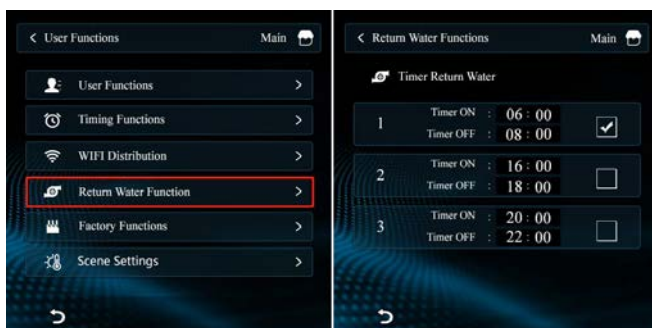 User Functions Main
User Functions
Timing Functions
WIFI Distribution
Return Water Function
Factory Functions
Scene Settings
Return Water Functions Main
Timer Return Water
1
Timer ON : 06 : 00
Timer OFF : 08 : 00
2
Timer ON : 16 : 00
Timer OFF : 18 : 00
3
Timer ON : 20 : 00
Timer OFF : 22 : 00